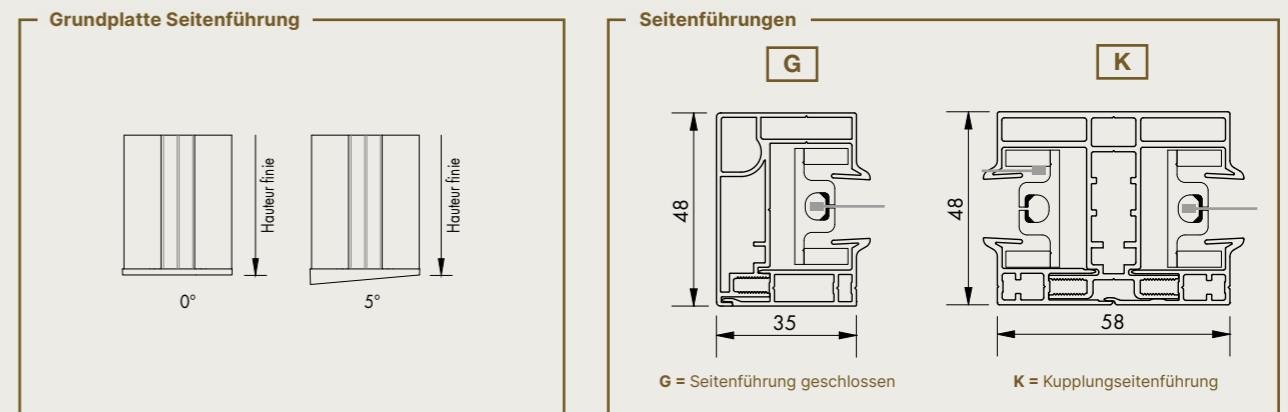 Grundplatte Seitenführung
Hauteur finie
Hauteur finie
0°
5°
Seitenführungen
G
K
48
35
48
58
G = Seitenführung geschlossen
K = Kupplungseitenführung